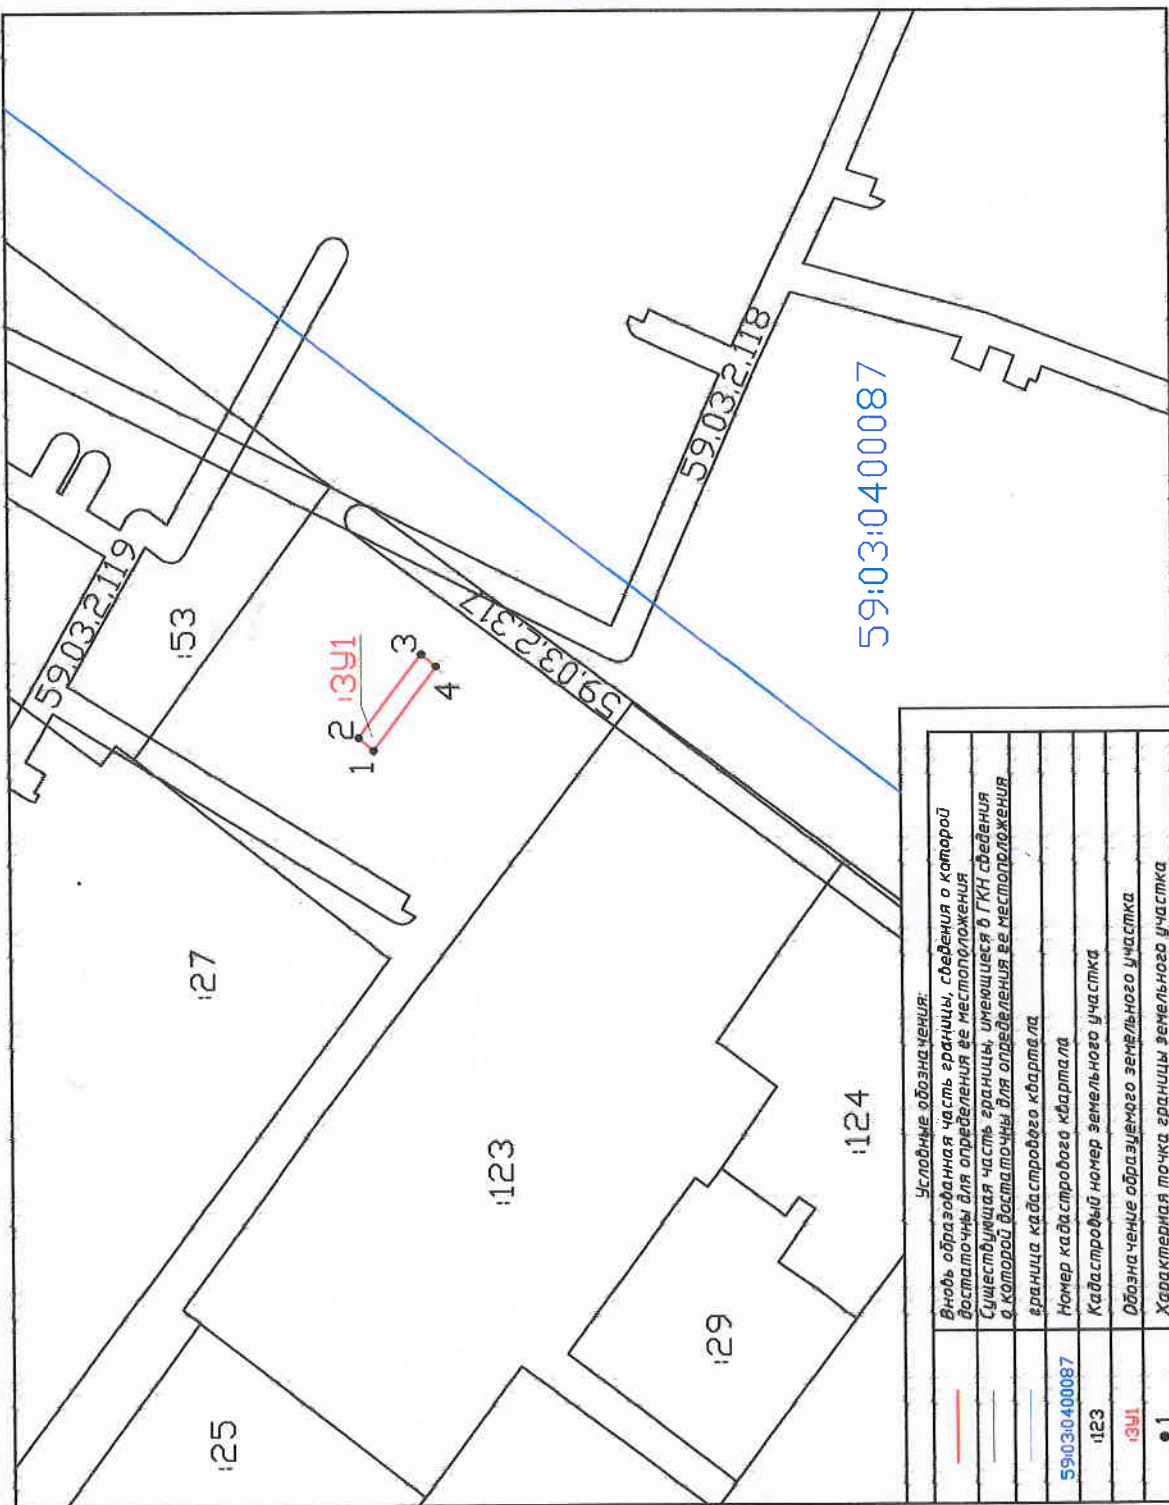 59.03.2.119
:53
:ЗУ1
2
1
3
4
59.03.2.317
59.03.2.118
59:03:0400087
:27
:25
:123
:124
:29
Условные обозначения:
Вновь образованная часть границы, сведения о которой
достаточны для определения ее местоположения
Существующая часть границы, имеющиеся в ГКН сведения
о которой достаточны для определения ее местоположения
граница кадастрового квартала
59:03:0400087 Номер кадастрового квартала
:123 Кадастровый номер земельного участка
:ЗУ1 Обозначение образуемого земельного участка
1 Характерная точка границы земельного участка